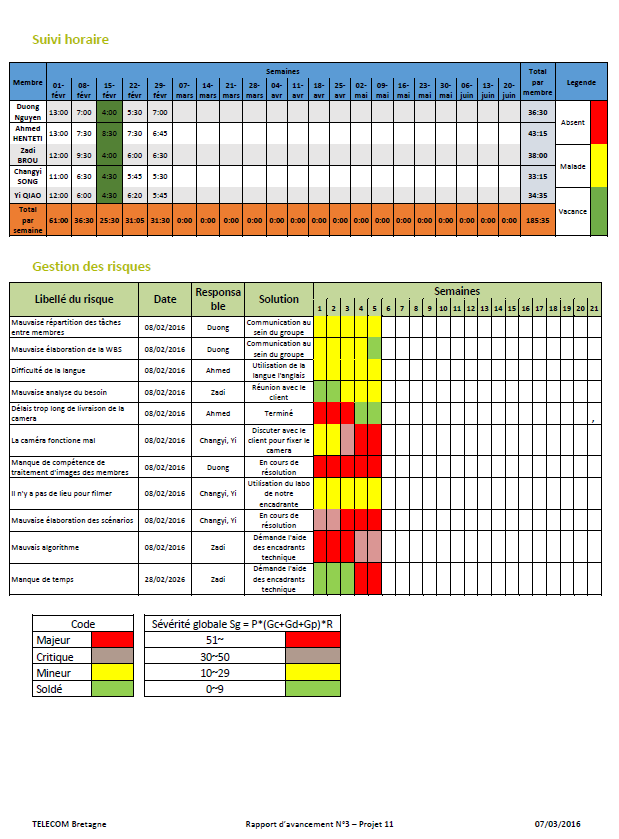 Suivi horaire
Membre Semaines Total par membre Legende
01-févr 08-févr 15-févr 22-févr 29-févr 07-mars 14-mars 21-mars 28-mars 04-avr 11-avr 18-avr 25-avr 02-mai 09-mai 16-mai 23-mai 30-mai 06-juin 13-juin 20-juin
Duong Nguyen 13:00 7:00 4:00 5:30 7:00 36:30 Absent
Ahmed HENTETI 13:00 7:30 8:30 7:30 6:45 43:15
Zadi BROU 12:00 9:30 4:00 6:00 6:30 38:00 Malade
Changyi SONG 11:00 6:30 4:30 5:45 5:30 33:15
Yi QIAO 12:00 6:00 4:30 6:20 5:45 34:35 Vacance
Total par semaine 61:00 36:30 25:30 31:05 31:30 0:00 0:00 0:00 0:00 0:00 0:00 0:00 0:00 0:00 0:00 0:00 0:00 0:00 0:00 0:00 0:00 185:35
Gestion des risques
Libellé du risque Date Responsable Solution Semaines
1 2 3 4 5 6 7 8 9 10 11 12 13 14 15 16 17 18 19 20 21
Mauvaise répartition des tâches entre membres 08/02/2016 Duong Communication au sein du groupe
Mauvaise élaboration de la WBS 08/02/2016 Duong Communication au sein du groupe
Difficulté de la langue 08/02/2016 Ahmed Utilisation de la langue l'anglais
Mauvaise analyse du besoin 08/02/2016 Zadi Réunion avec le client
Délais trop long de livraison de la camera 08/02/2016 Ahmed Terminé ,
La caméra fonctione mal 08/02/2016 Changyi, Yi Discuter avec le client pour fixer le camera
Manque de compétence de traitement d'images des membres 08/02/2016 Duong En cours de résolution
Il n'y a pas de lieu pour filmer 08/02/2016 Changyi, Yi Utilisation du labo de notre encadrante
Mauvaise élaboration des scénarios 08/02/2016 Changyi, Yi En cours de résolution
Mauvais algorithme 08/02/2016 Zadi Démande l'aide des encadrants technique
Manque de temps 28/02/2026 Zadi Démande l'aide des encadrants technique
Code Sévérité globale Sg = P*(Gc+Gd+Gp)*R
Majeur 51~
Critique 30~50
Mineur 10~29
Soldé 0~9
TELECOM Bretagne Rapport d'avancement N°3 – Projet 11 07/03/2016